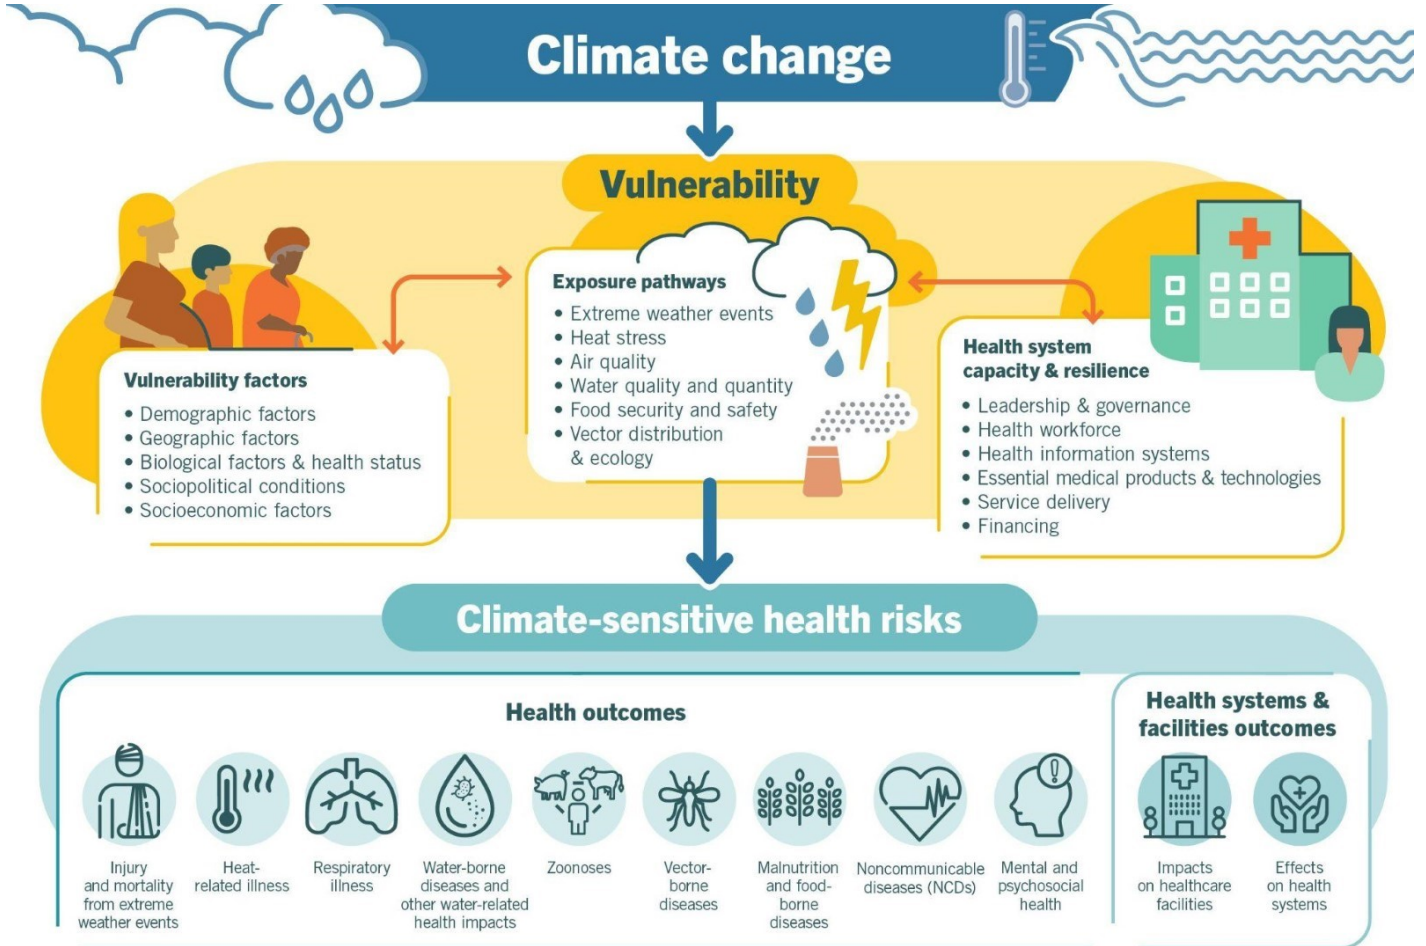 Climate change
Vulnerability
Vulnerability factors
• Demographic factors
• Geographic factors
• Biological factors & health status
• Sociopolitical conditions
• Socioeconomic factors
Exposure pathways
• Extreme weather events
• Heat stress
• Air quality
• Water quality and quantity
• Food security and safety
• Vector distribution
& ecology
Health system
capacity & resilience
• Leadership & governance
• Health workforce
• Health information systems
• Essential medical products & technologies
• Service delivery
• Financing
Climate-sensitive health risks
Health outcomes
Injury
and mortality
from extreme
weather events
Heat-
related illness
Respiratory
illness
Water-borne
diseases and
other water-related
health impacts
Zoonoses
Vector-
borne
diseases
Malnutrition
and food-
borne
diseases
Noncommunicable
diseases (NCDs)
Mental and
psychosocial
health
Health systems &
facilities outcomes
Impacts
on healthcare
facilities
Effects
on health
systems